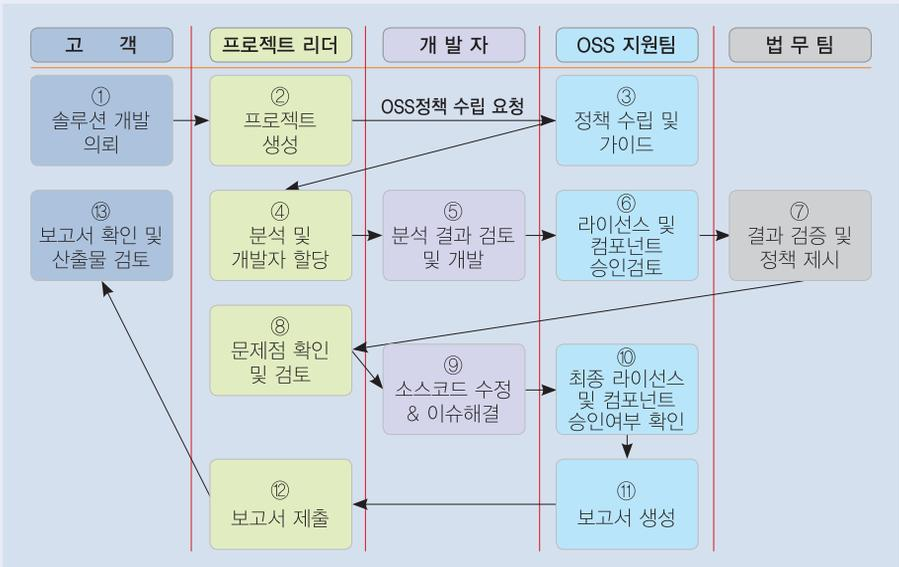 고 객
프로젝트 리더
개 발 자
OSS 지원팀
법 무 팀
①
솔루션 개발
의뢰
②
프로젝트
생성
OSS정책 수립 요청
③
정책 수립 및
가이드
⑬
보고서 확인 및
산출물 검토
④
분석 및
개발자 할당
⑤
분석 결과 검토
및 개발
⑥
라이선스 및
컴포넌트
승인검토
⑦
결과 검증 및
정책 제시
⑧
문제점 확인
및 검토
⑨
소스코드 수정
& 이슈해결
⑩
최종 라이선스
및 컴포넌트
승인여부 확인
⑫
보고서 제출
⑪
보고서 생성